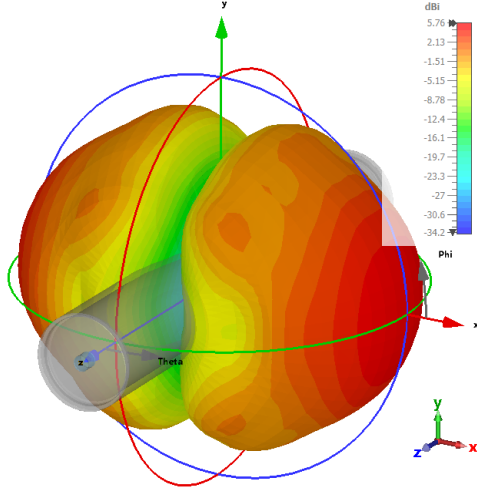 y
dBi
5.76
2.13
-1.51
-5.15
-8.78
-12.4
-16.1
-19.7
-23.3
-27
-30.6
-34.2
Phi
x
z
Theta
y
z
x